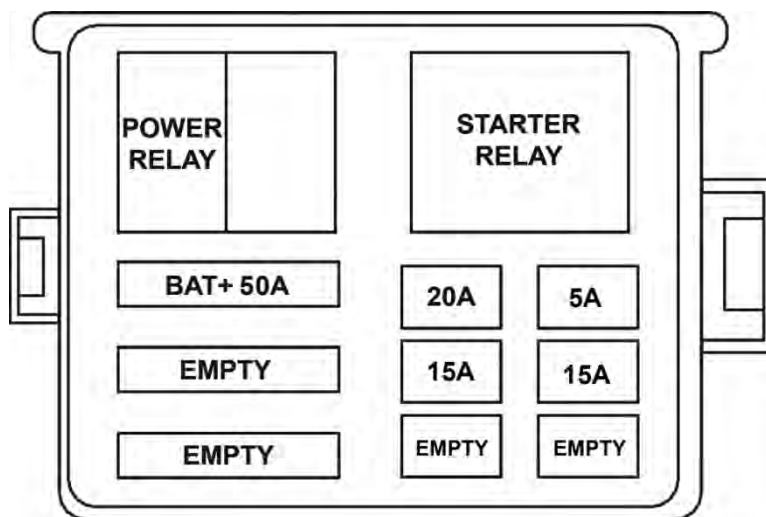 POWER
RELAY
STARTER
RELAY
BAT+ 50A
20A
5A
EMPTY
15A
15A
EMPTY
EMPTY
EMPTY